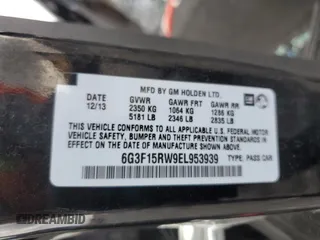 MFD BY GM HOLDEN LTD.
DATE GVWR GAWR FRT GAWR RR
12/13 2350 KG 1064 KG 1286 KG
5181 LB 2346 LB 2835 LB
THIS VEHICLE CONFORMS TO ALL APPLICABLE U.S. FEDERAL MOTOR VEHICLE
SAFETY, BUMPER AND THEFT PREVENTION STANDARDS IN EFFECT
ON THE DATE OF MANUFACTURE SHOWN ABOVE.
6G3F15RW9EL953939
TYPE: PASS CAR
GM
DREAMBID